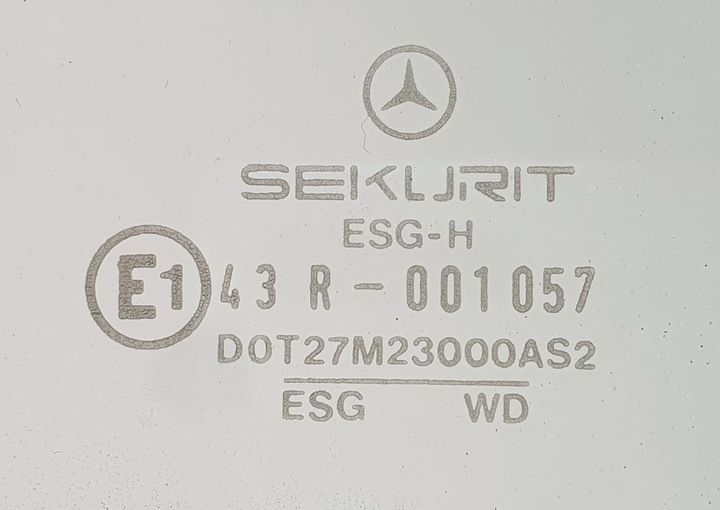 SEKURIT
ESG-H
E1 43 R - 001057
DOT27M23000AS2
ESG WD